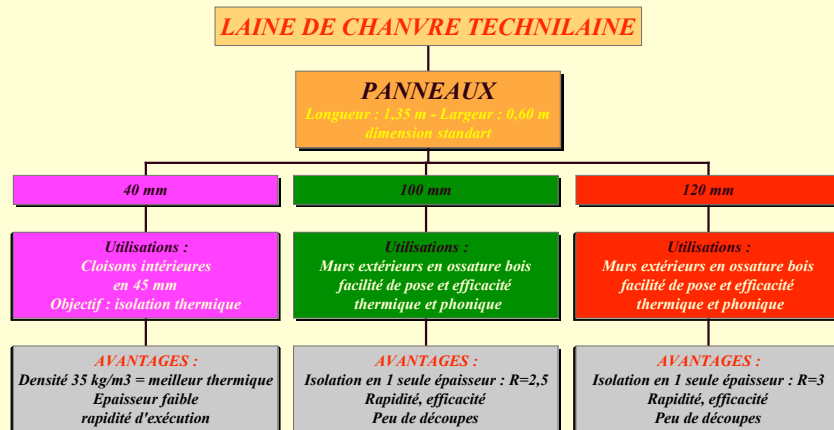 LAINE DE CHANVRE TECHNILAINE
PANNEAUX
Longueur : 1,35 m - Largeur : 0,60 m
dimension standart
40 mm
100 mm
120 mm
Utilisations :
Cloisons intérieures
en 45 mm
Objectif : isolation thermique
Utilisations :
Murs extérieurs en ossature bois
facilité de pose et efficacité
thermique et phonique
Utilisations :
Murs extérieurs en ossature bois
facilité de pose et efficacité
thermique et phonique
AVANTAGES :
Densité 35 kg/m3 = meilleur thermique
Epaisseur faible
rapidité d'exécution
AVANTAGES :
Isolation en 1 seule épaisseur : R=2,5
Rapidité, efficacité
Peu de découpes
AVANTAGES :
Isolation en 1 seule épaisseur : R=3
Rapidité, efficacité
Peu de découpes